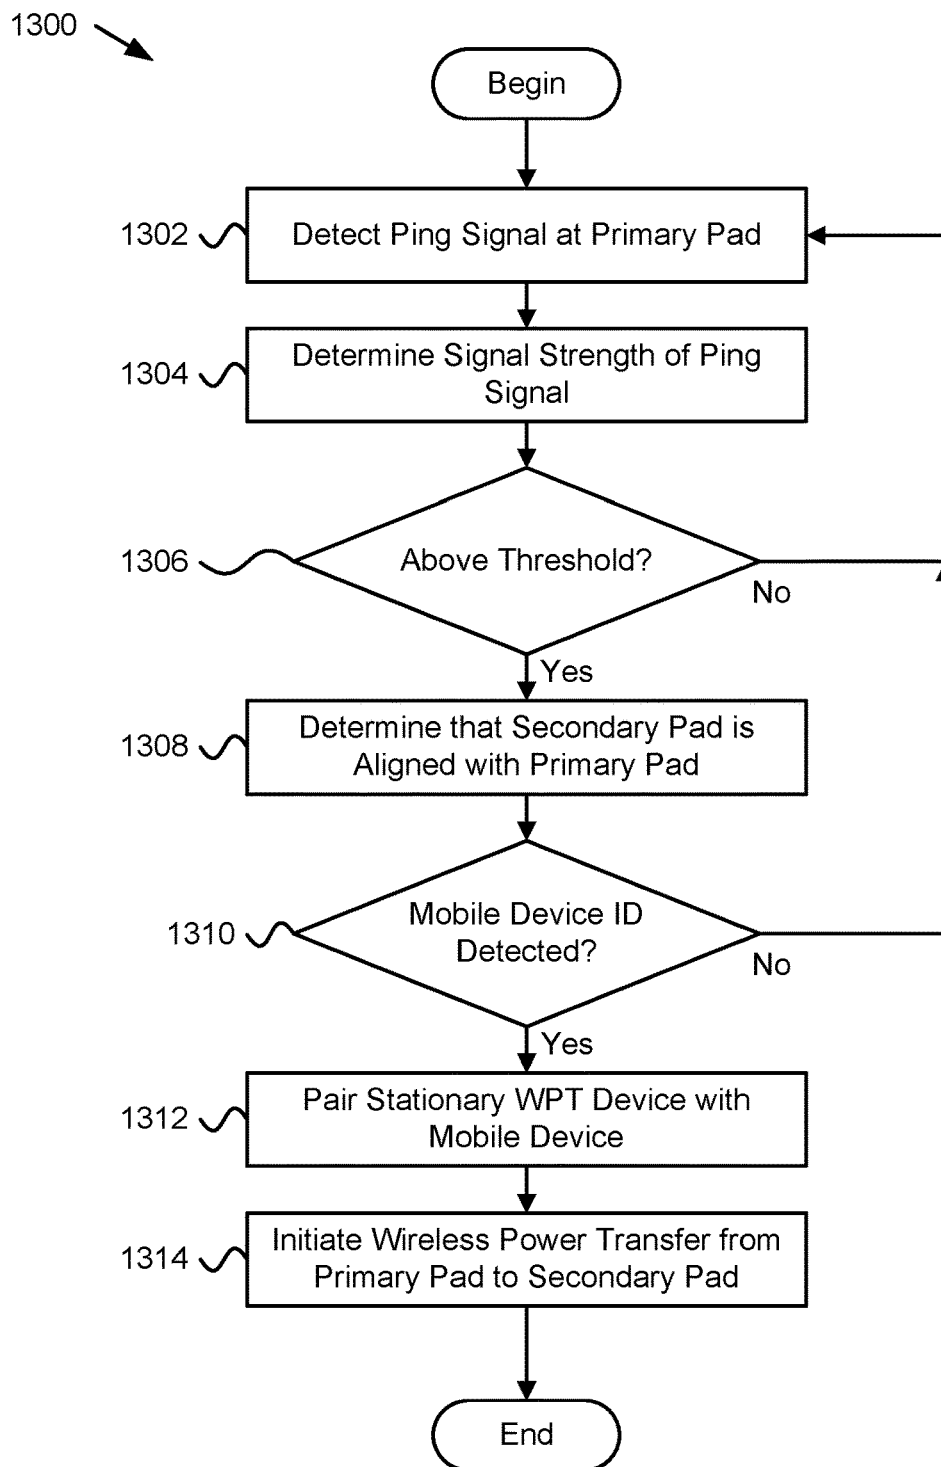 1300
Begin
1302
Detect Ping Signal at Primary Pad
1304
Determine Signal Strength of Ping
Signal
1306
Above Threshold?
No
Yes
1308
Determine that Secondary Pad is
Aligned with Primary Pad
1310
Mobile Device ID
Detected?
No
Yes
1312
Pair Stationary WPT Device with
Mobile Device
1314
Initiate Wireless Power Transfer from
Primary Pad to Secondary Pad
End